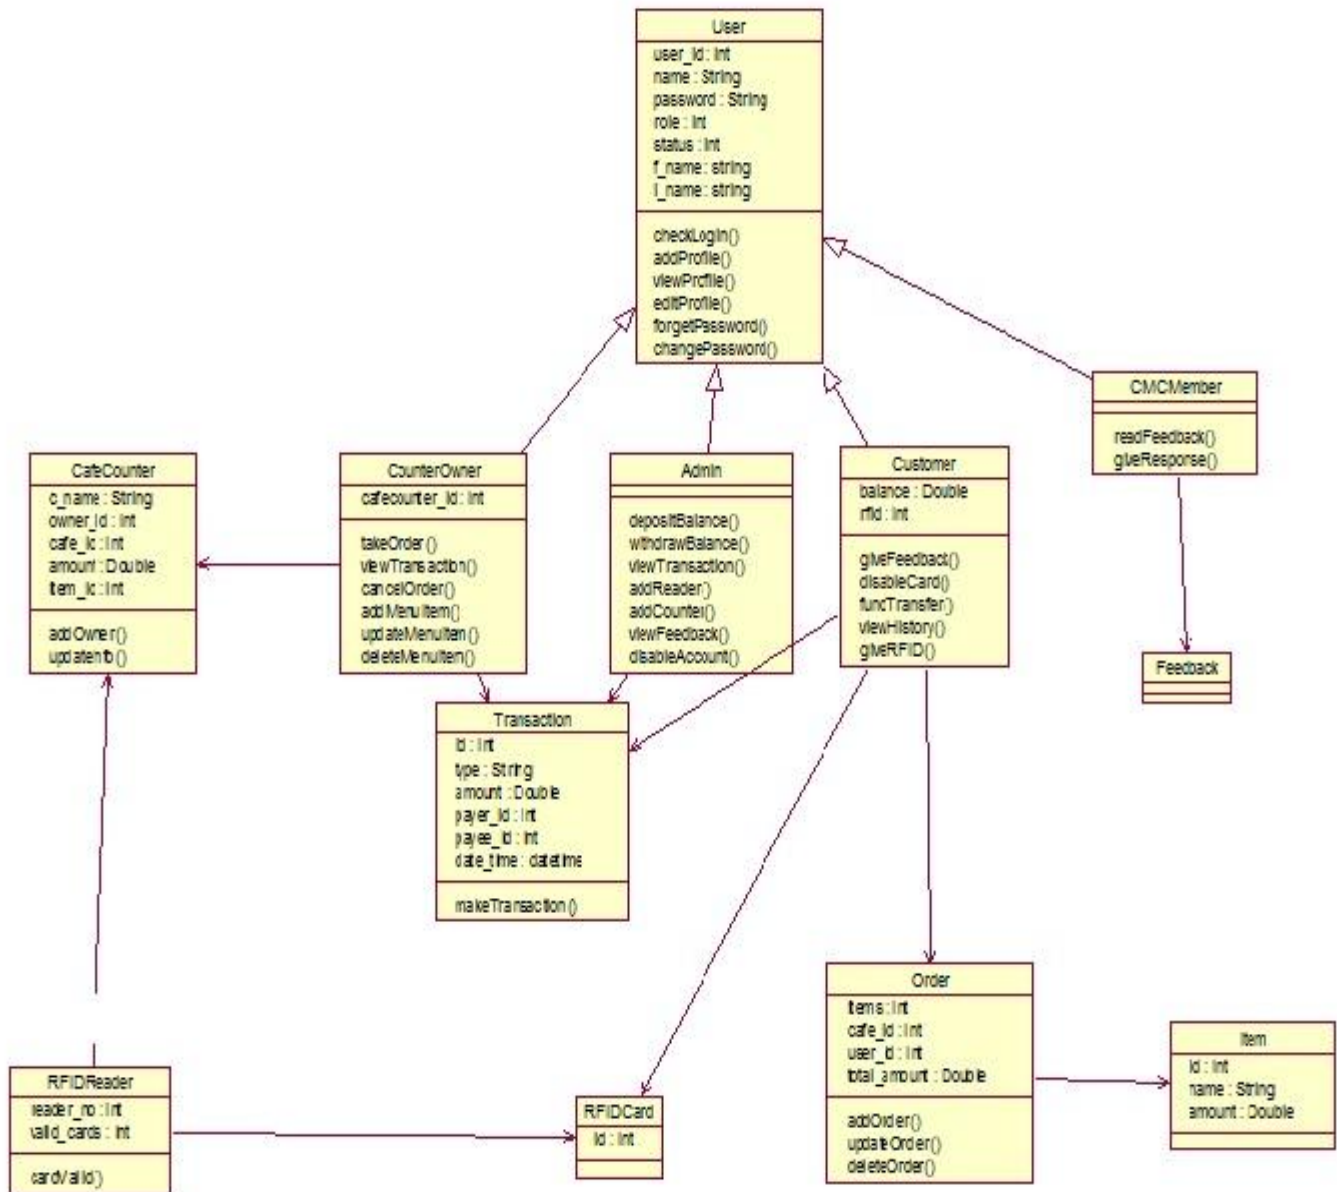 User
user_id : int
name : String
password : String
role : int
status : int
f_name : string
l_name : string
checkLogin()
addProfile()
viewProfile()
editProfile()
forgetPassword()
changePassword()
CMCMember
readFeedback()
giveResponse()
CafeCounter
c_name : String
owner_id : int
cafe_id : int
amount : Double
item_id : int
addOwner()
updateInfo()
CounterOwner
cafecounter_id : int
takeOrder()
viewTransaction()
cancelOrder()
addMenuItem()
updateMenuItem()
deleteMenuItem()
Admin
depositBalance()
withdrawBalance()
viewTransaction()
addReader()
addCounter()
viewFeedback()
disableAccount()
Customer
balance : Double
rfid : int
giveFeedback()
disableCard()
funcTransfer()
viewHistory()
giveRFID()
Feedback
Transaction
id : int
type : String
amount : Double
payer_id : int
payee_id : int
date_time : datetime
makeTransaction()
Order
items : int
cafe_id : int
user_id : int
total_amount : Double
addOrder()
updateOrder()
deleteOrder()
Item
id : int
name : String
amount : Double
RFIDReader
reader_no : int
valid_cards : int
cardValid()
RFIDCard
id : int